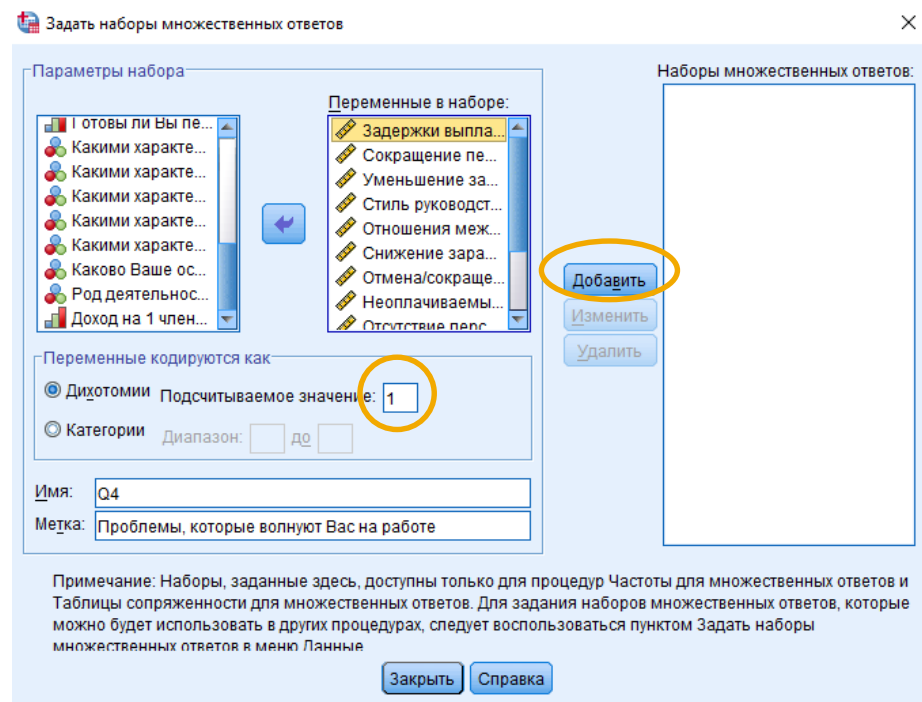 Задать наборы множественных ответов
Параметры набора
Наборы множественных ответов:
Переменные в наборе:
Готовы ли Вы пе...
Какими характе...
Какими характе...
Какими характе...
Какими характе...
Какими характе...
Каково Ваше ос...
Род деятельнос...
Доход на 1 член...
Задержки выпла...
Сокращение пе...
Уменьшение за...
Стиль руководст...
Отношения меж...
Снижение зара...
Отмена/сокраще...
Неоплачиваемы...
Отсутствие перс...
Добавить
Изменить
Удалить
Переменные кодируются как
Дихотомии Подсчитываемое значение: 1
Категории Диапазон: до
Имя: Q4
Метка: Проблемы, которые волнуют Вас на работе
Примечание: Наборы, заданные здесь, доступны только для процедур Частоты для множественных ответов и
Таблицы сопряженности для множественных ответов. Для задания наборов множественных ответов, которые
можно будет использовать в других процедурах, следует воспользоваться пунктом Задать наборы
множественных ответов в меню Данные
Закрыть Справка